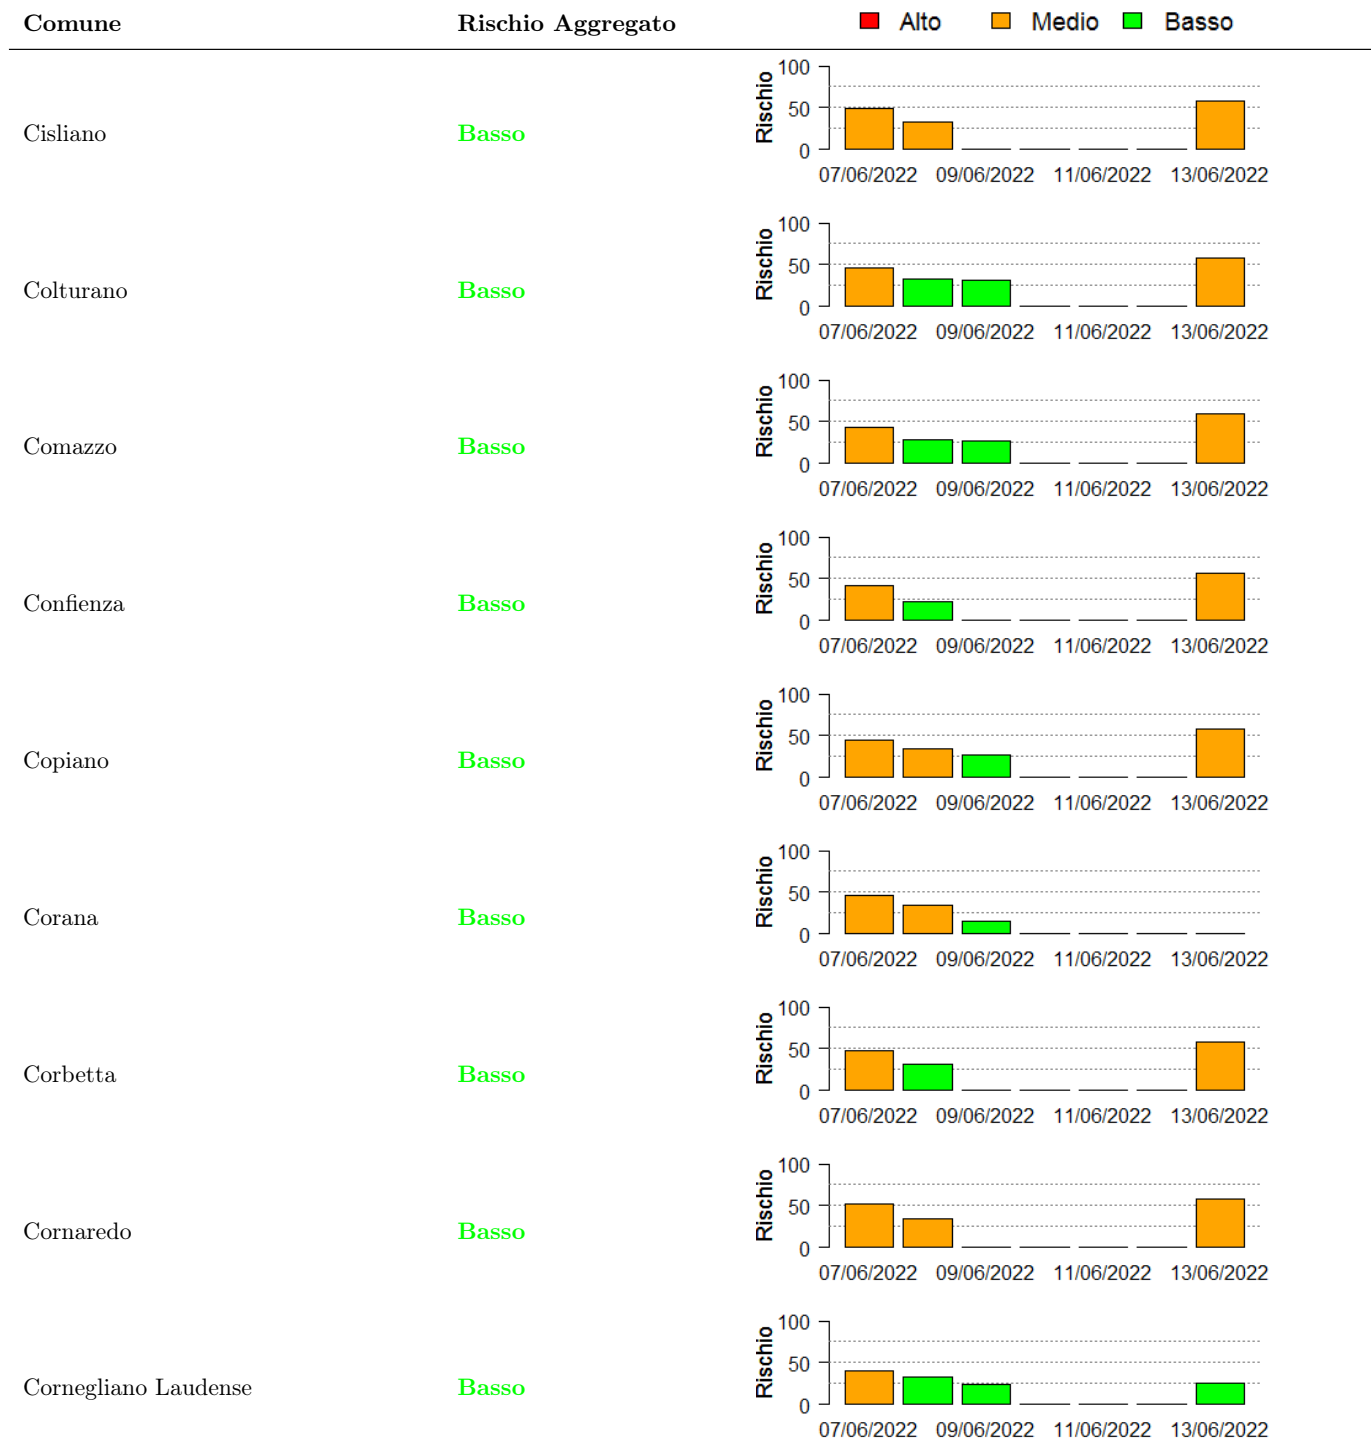 Comune Rischio Aggregato Alto Medio Basso
100
50
0
Rischio
Cisliano Basso
07/06/2022 09/06/2022 11/06/2022 13/06/2022
100
50
0
Rischio
Colturano Basso
07/06/2022 09/06/2022 11/06/2022 13/06/2022
100
50
0
Rischio
Comazzo Basso
07/06/2022 09/06/2022 11/06/2022 13/06/2022
100
50
0
Rischio
Confienza Basso
07/06/2022 09/06/2022 11/06/2022 13/06/2022
100
50
0
Rischio
Copiano Basso
07/06/2022 09/06/2022 11/06/2022 13/06/2022
100
50
0
Rischio
Corana Basso
07/06/2022 09/06/2022 11/06/2022 13/06/2022
100
50
0
Rischio
Corbetta Basso
07/06/2022 09/06/2022 11/06/2022 13/06/2022
100
50
0
Rischio
Cornaredo Basso
07/06/2022 09/06/2022 11/06/2022 13/06/2022
100
50
0
Rischio
Cornegliano Laudense Basso
07/06/2022 09/06/2022 11/06/2022 13/06/2022